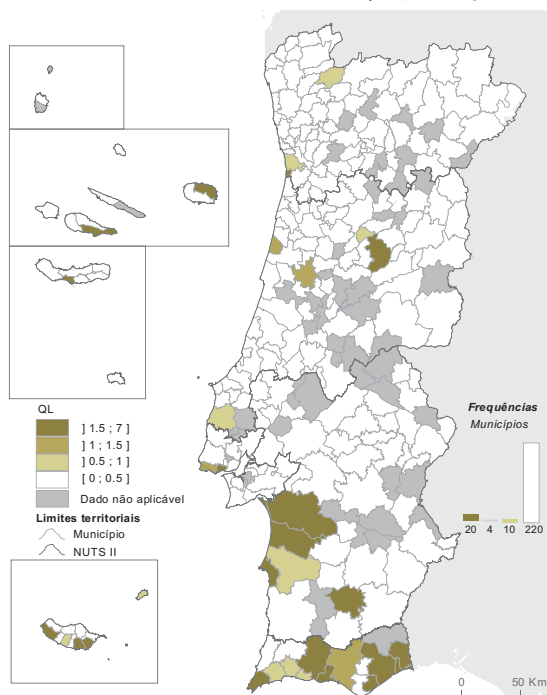 QL
] 1.5 ; 7 ]
] 1 ; 1.5 ]
] 0.5 ; 1 ]
[ 0 ; 0.5 ]
Dado não aplicável
Limites territoriais
Município
NUTS II
Frequências
Municípios
20 4 10 220
0 50 Km